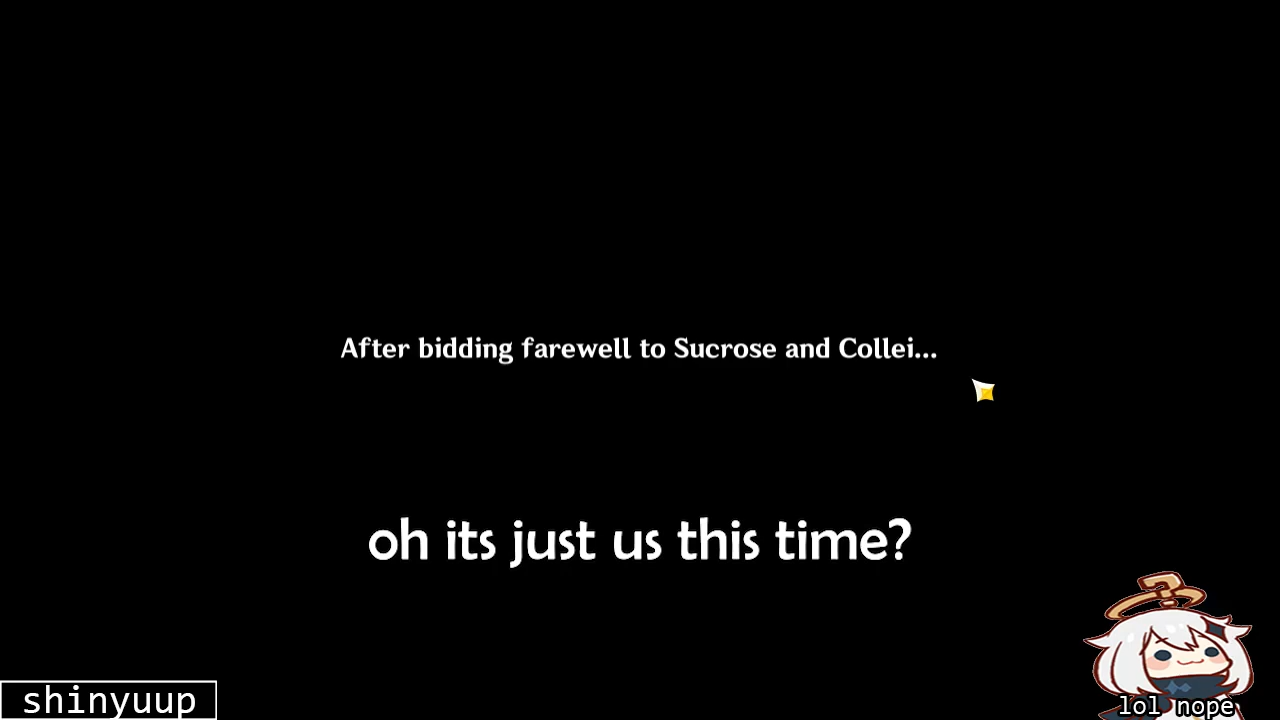 After bidding farewell to Sucrose and Collei...
oh its just us this time?
shinyuup
lol nope